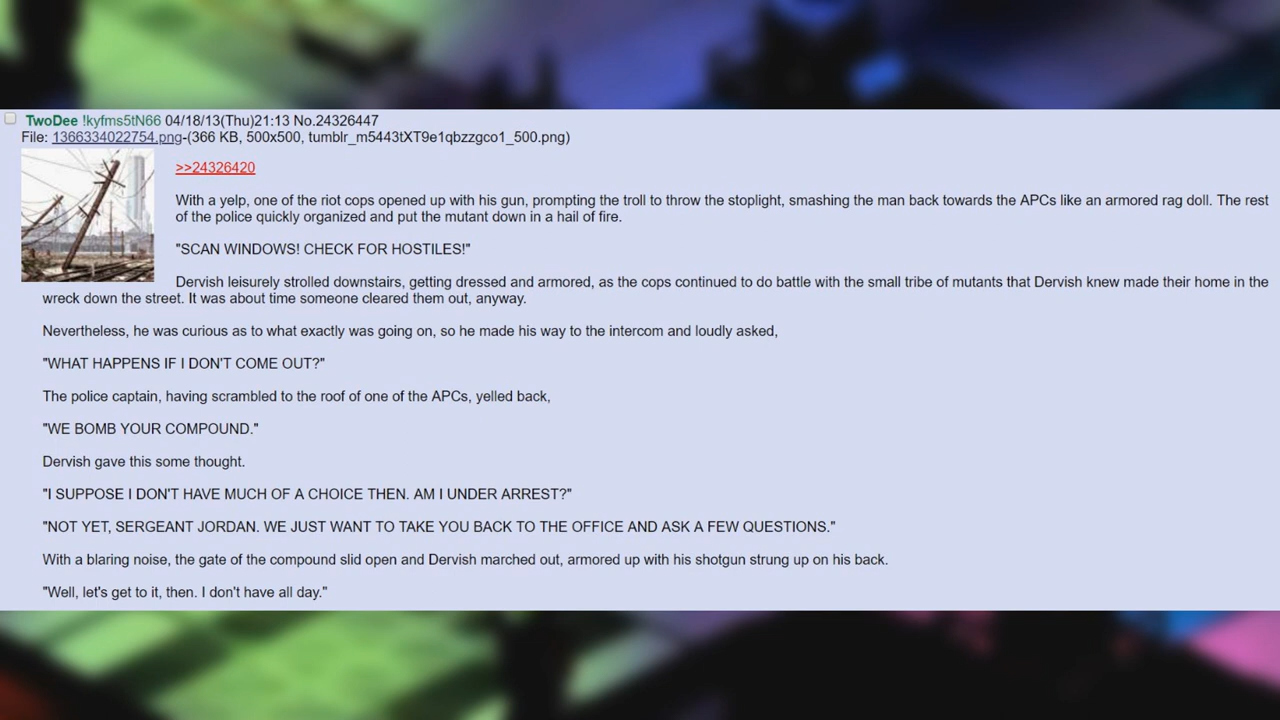 TwoDee !kyfms5tN66 04/18/13(Thu)21:13 No.24326447
File: 1366334022754.png-(366 KB, 500x500, tumblr_m5443tXT9e1qbzzgco1_500.png)
>>24326420
With a yelp, one of the riot cops opened up with his gun, prompting the troll to throw the stoplight, smashing the man back towards the APCs like an armored rag doll. The rest
of the police quickly organized and put the mutant down in a hail of fire.
"SCAN WINDOWS! CHECK FOR HOSTILES!"
Dervish leisurely strolled downstairs, getting dressed and armored, as the cops continued to do battle with the small tribe of mutants that Dervish knew made their home in the
wreck down the street. It was about time someone cleared them out, anyway.
Nevertheless, he was curious as to what exactly was going on, so he made his way to the intercom and loudly asked,
"WHAT HAPPENS IF I DON'T COME OUT?"
The police captain, having scrambled to the roof of one of the APCs, yelled back,
"WE BOMB YOUR COMPOUND."
Dervish gave this some thought.
"I SUPPOSE I DON'T HAVE MUCH OF A CHOICE THEN. AM I UNDER ARREST?"
"NOT YET, SERGEANT JORDAN. WE JUST WANT TO TAKE YOU BACK TO THE OFFICE AND ASK A FEW QUESTIONS."
With a blaring noise, the gate of the compound slid open and Dervish marched out, armored up with his shotgun strung up on his back.
"Well, let's get to it, then. I don't have all day."